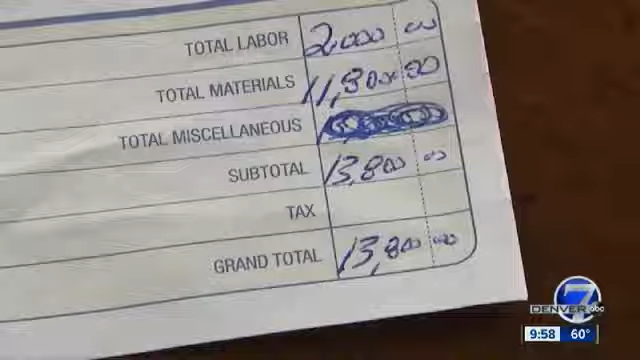 TOTAL LABOR 2,000 00
TOTAL MATERIALS 11,800 00
TOTAL MISCELLANEOUS
SUBTOTAL 13,800 00
TAX
GRAND TOTAL 13,800 00
DENVER 7 abc
9:58 60°